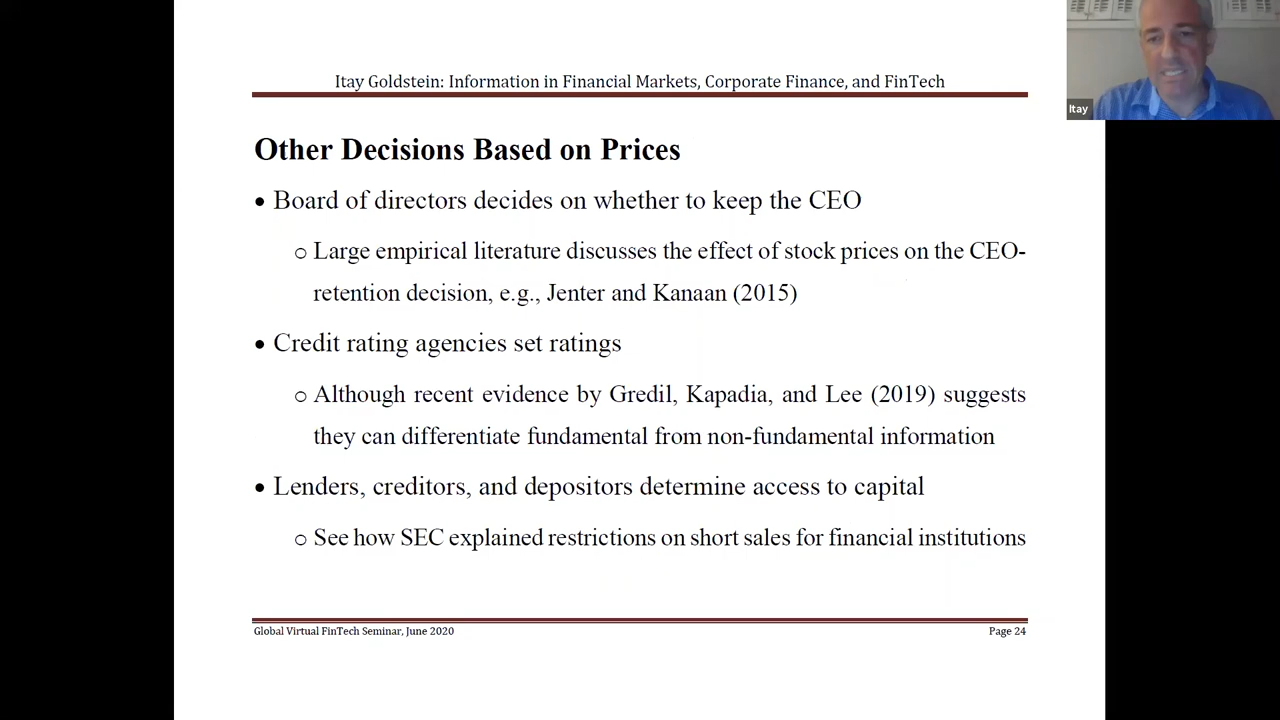 Itay Goldstein: Information in Financial Markets, Corporate Finance, and FinTech
Itay
Other Decisions Based on Prices
• Board of directors decides on whether to keep the CEO
o Large empirical literature discusses the effect of stock prices on the CEO-
retention decision, e.g., Jenter and Kanaan (2015)
• Credit rating agencies set ratings
o Although recent evidence by Gredil, Kapadia, and Lee (2019) suggests
they can differentiate fundamental from non-fundamental information
• Lenders, creditors, and depositors determine access to capital
o See how SEC explained restrictions on short sales for financial institutions
Global Virtual FinTech Seminar, June 2020
Page 24